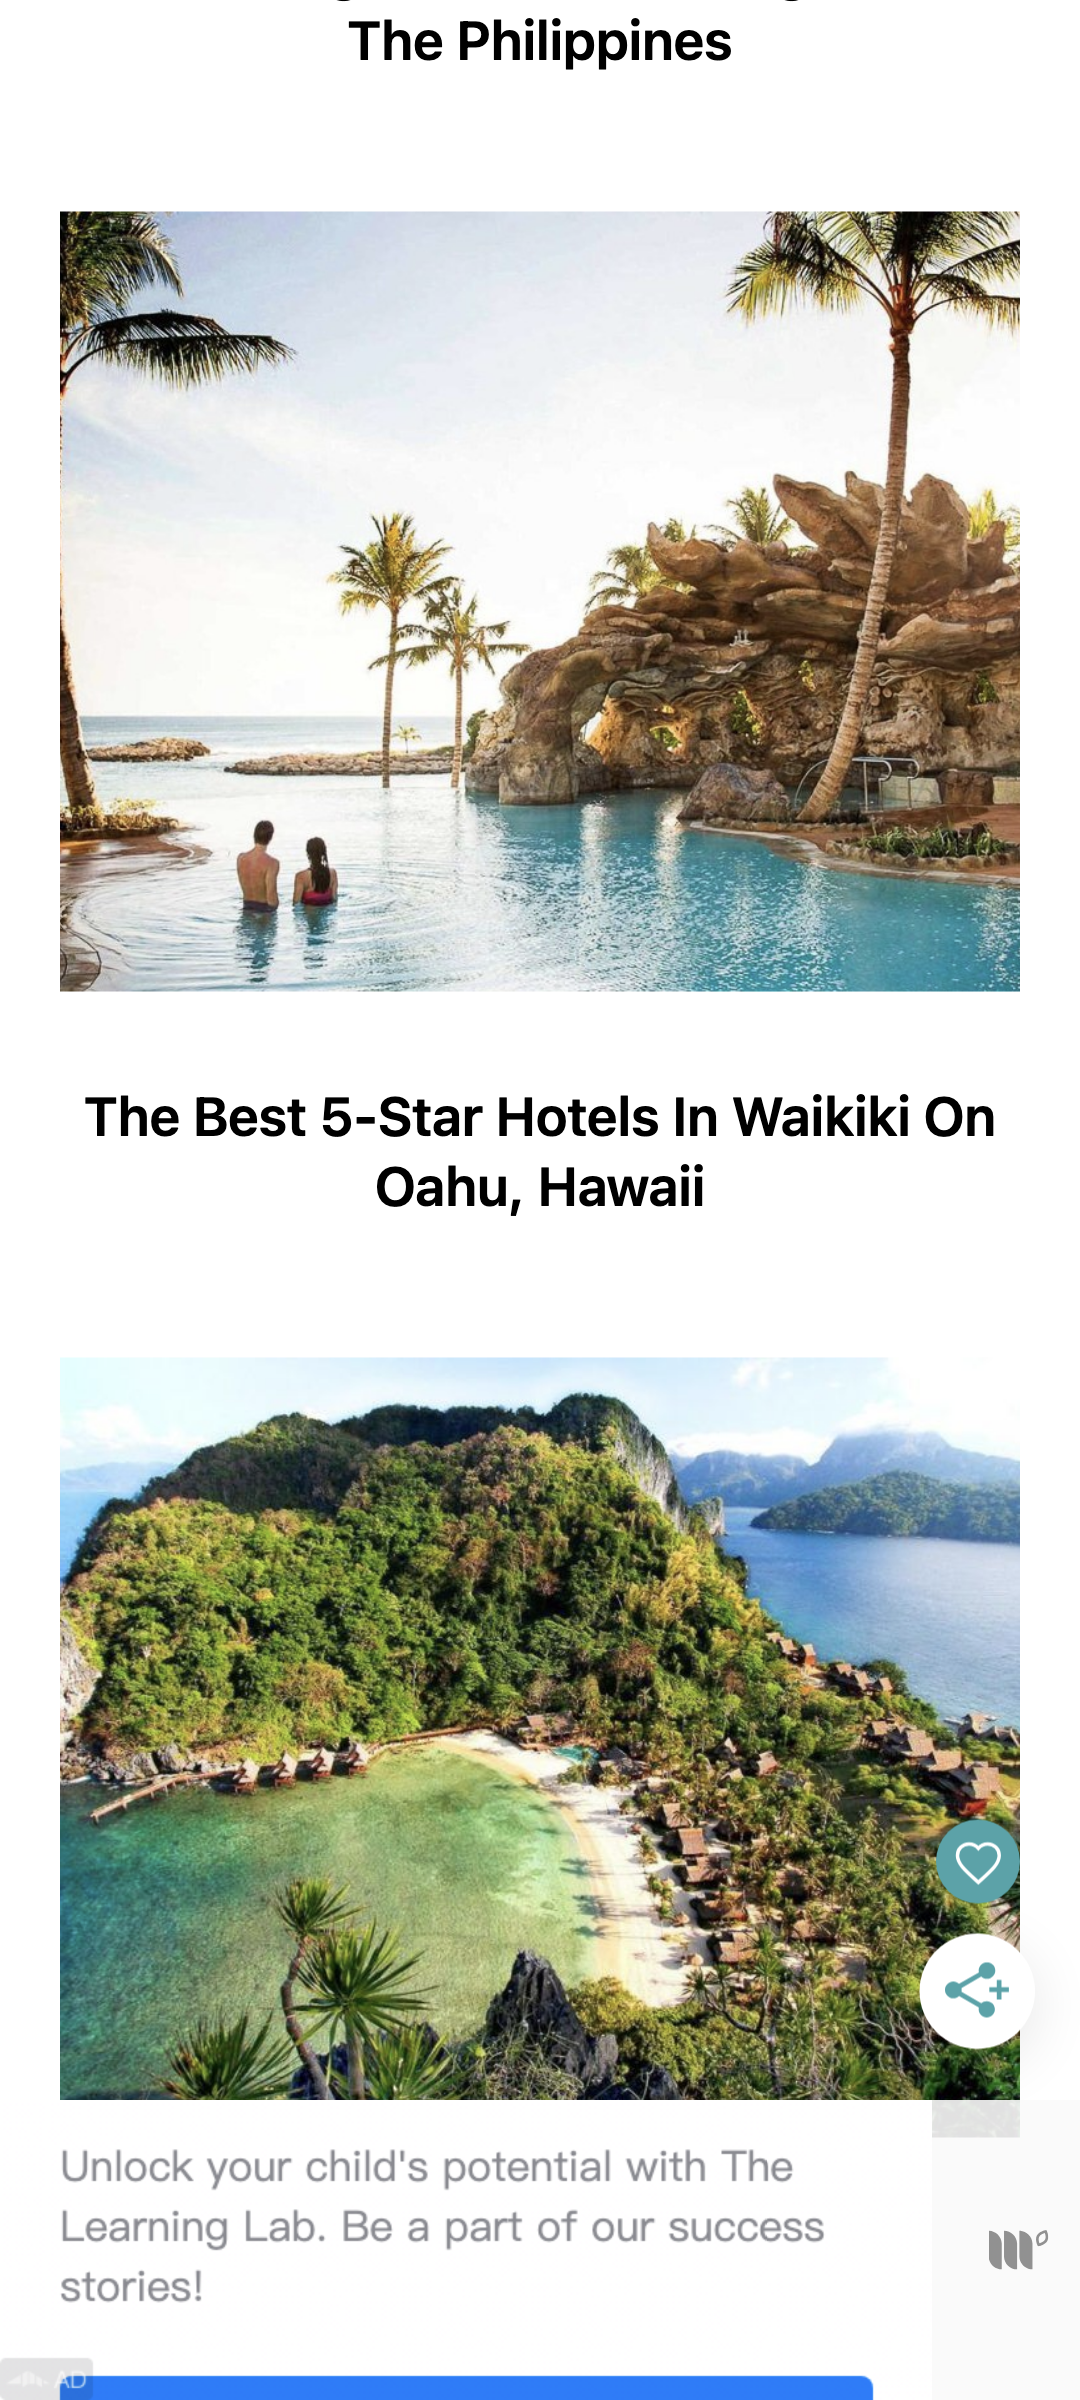 The Philippines
The Best 5-Star Hotels In Waikiki On
Oahu, Hawaii
Unlock your child's potential with The
Learning Lab. Be a part of our success
stories!
AD